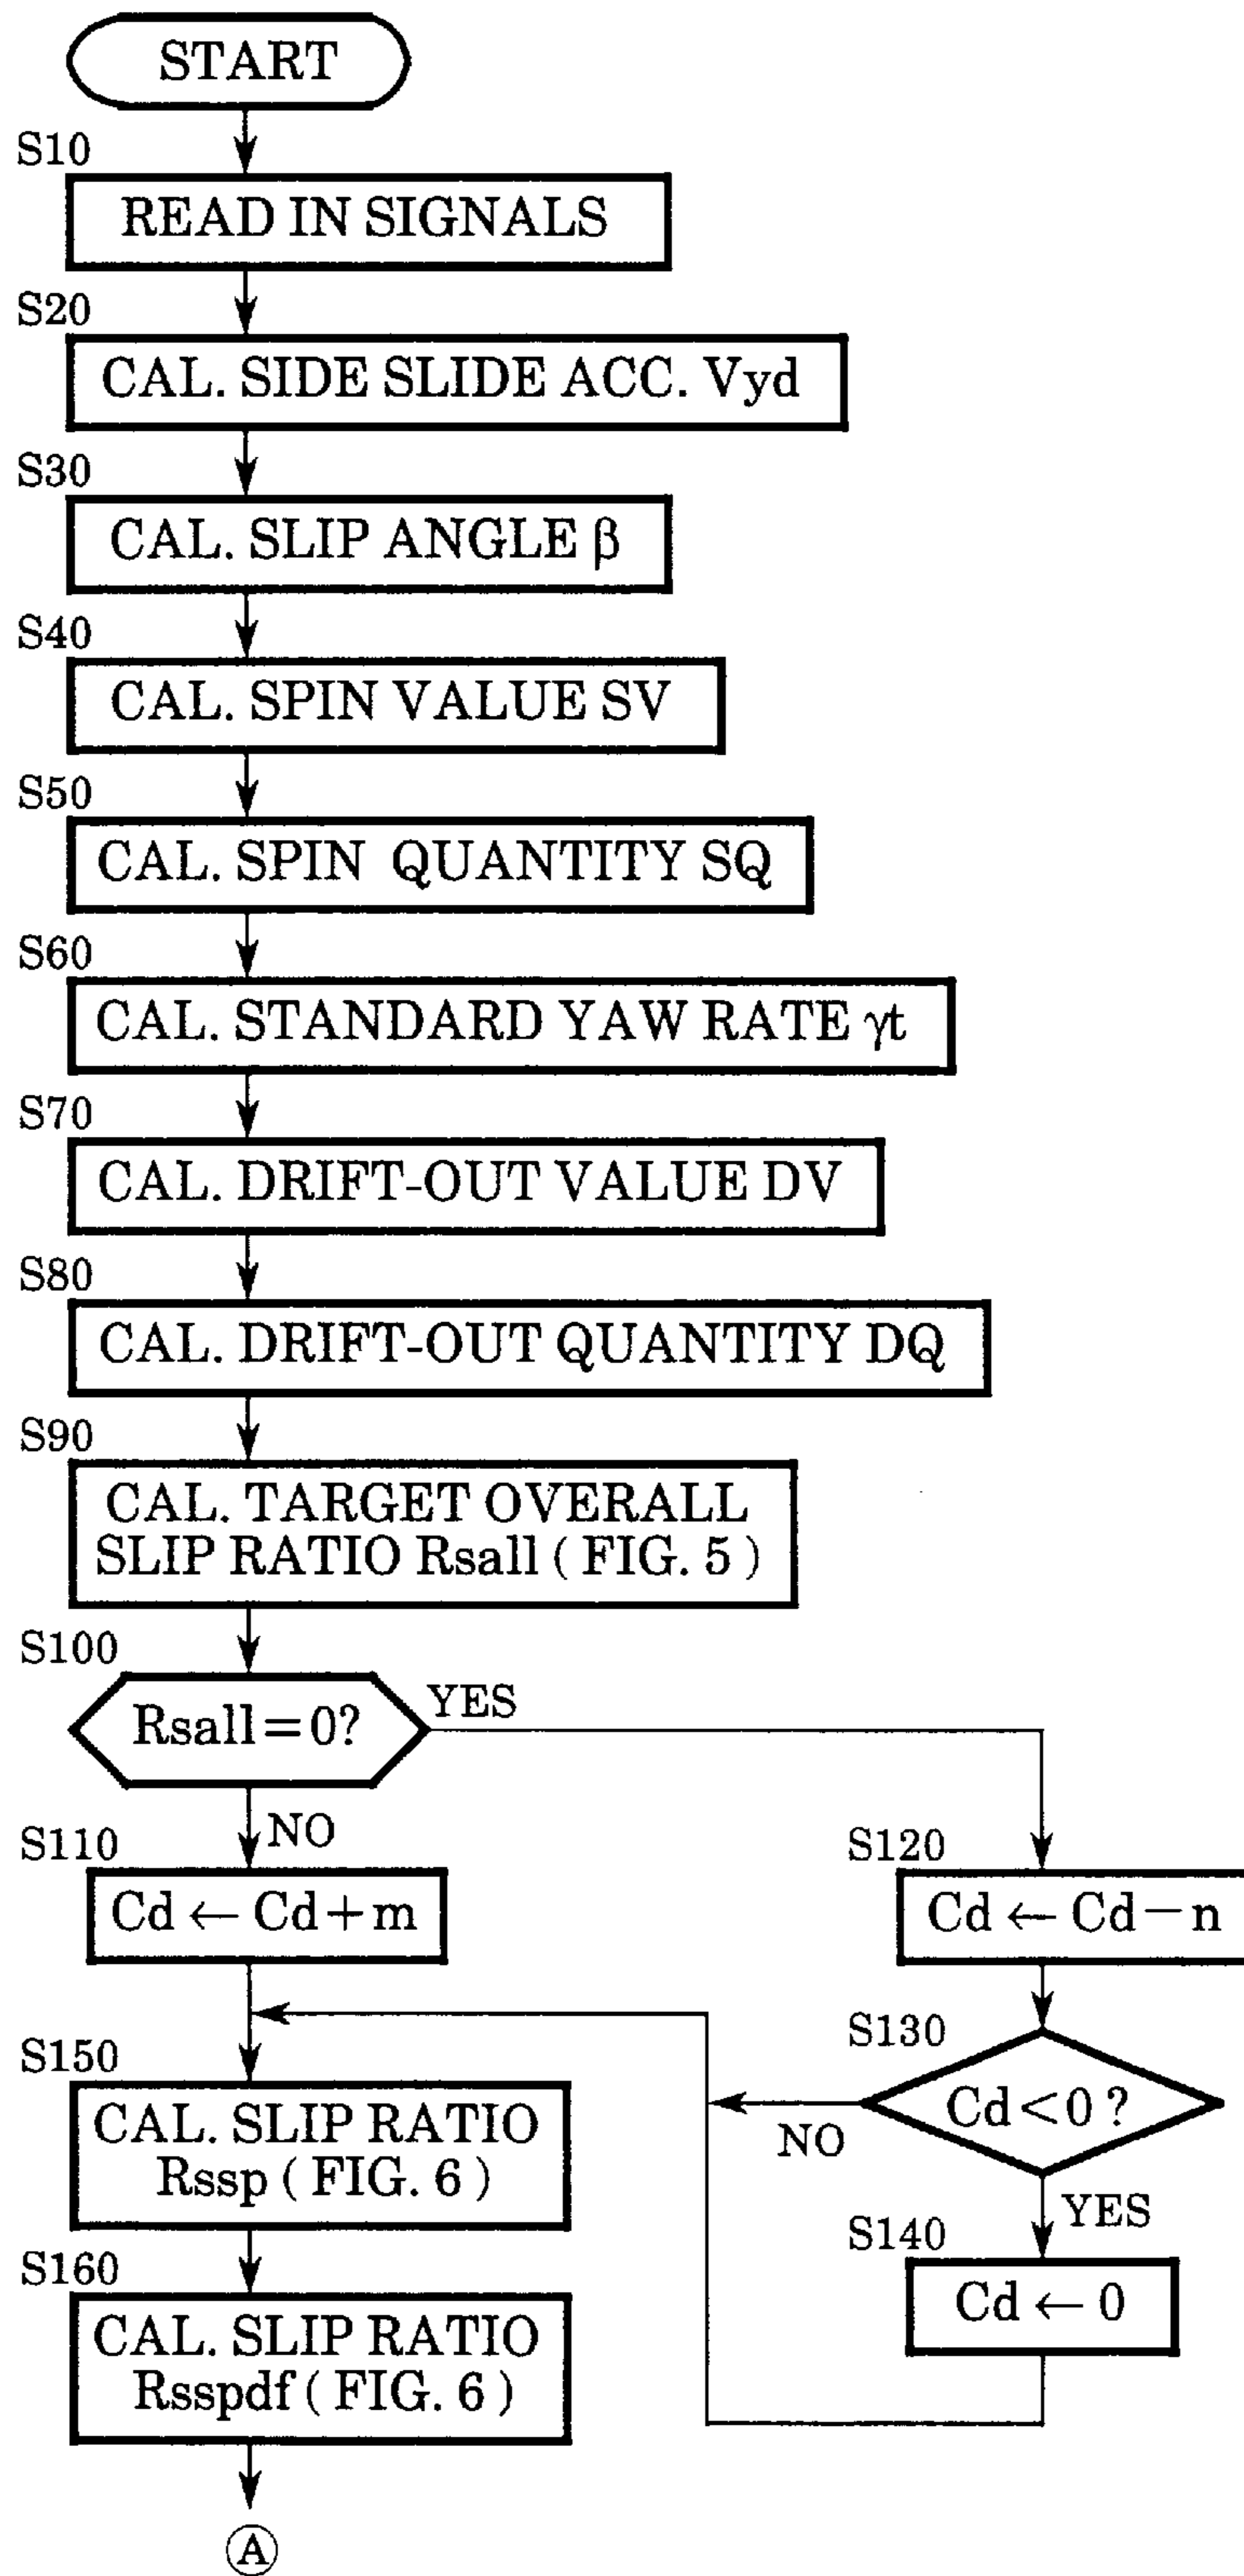 START
S10
READ IN SIGNALS
S20
CAL. SIDE SLIDE ACC. Vyd
S30
CAL. SLIP ANGLE β
S40
CAL. SPIN VALUE SV
S50
CAL. SPIN QUANTITY SQ
S60
CAL. STANDARD YAW RATE γt
S70
CAL. DRIFT-OUT VALUE DV
S80
CAL. DRIFT-OUT QUANTITY DQ
S90
CAL. TARGET OVERALL
SLIP RATIO Rsall ( FIG. 5 )
S100
Rsall=0?
YES
NO
S110
Cd ← Cd+m
S120
Cd ← Cd−n
S130
Cd<0 ?
NO
YES
S140
Cd ← 0
S150
CAL. SLIP RATIO
Rssp ( FIG. 6 )
S160
CAL. SLIP RATIO
Rsspdf ( FIG. 6 )
A